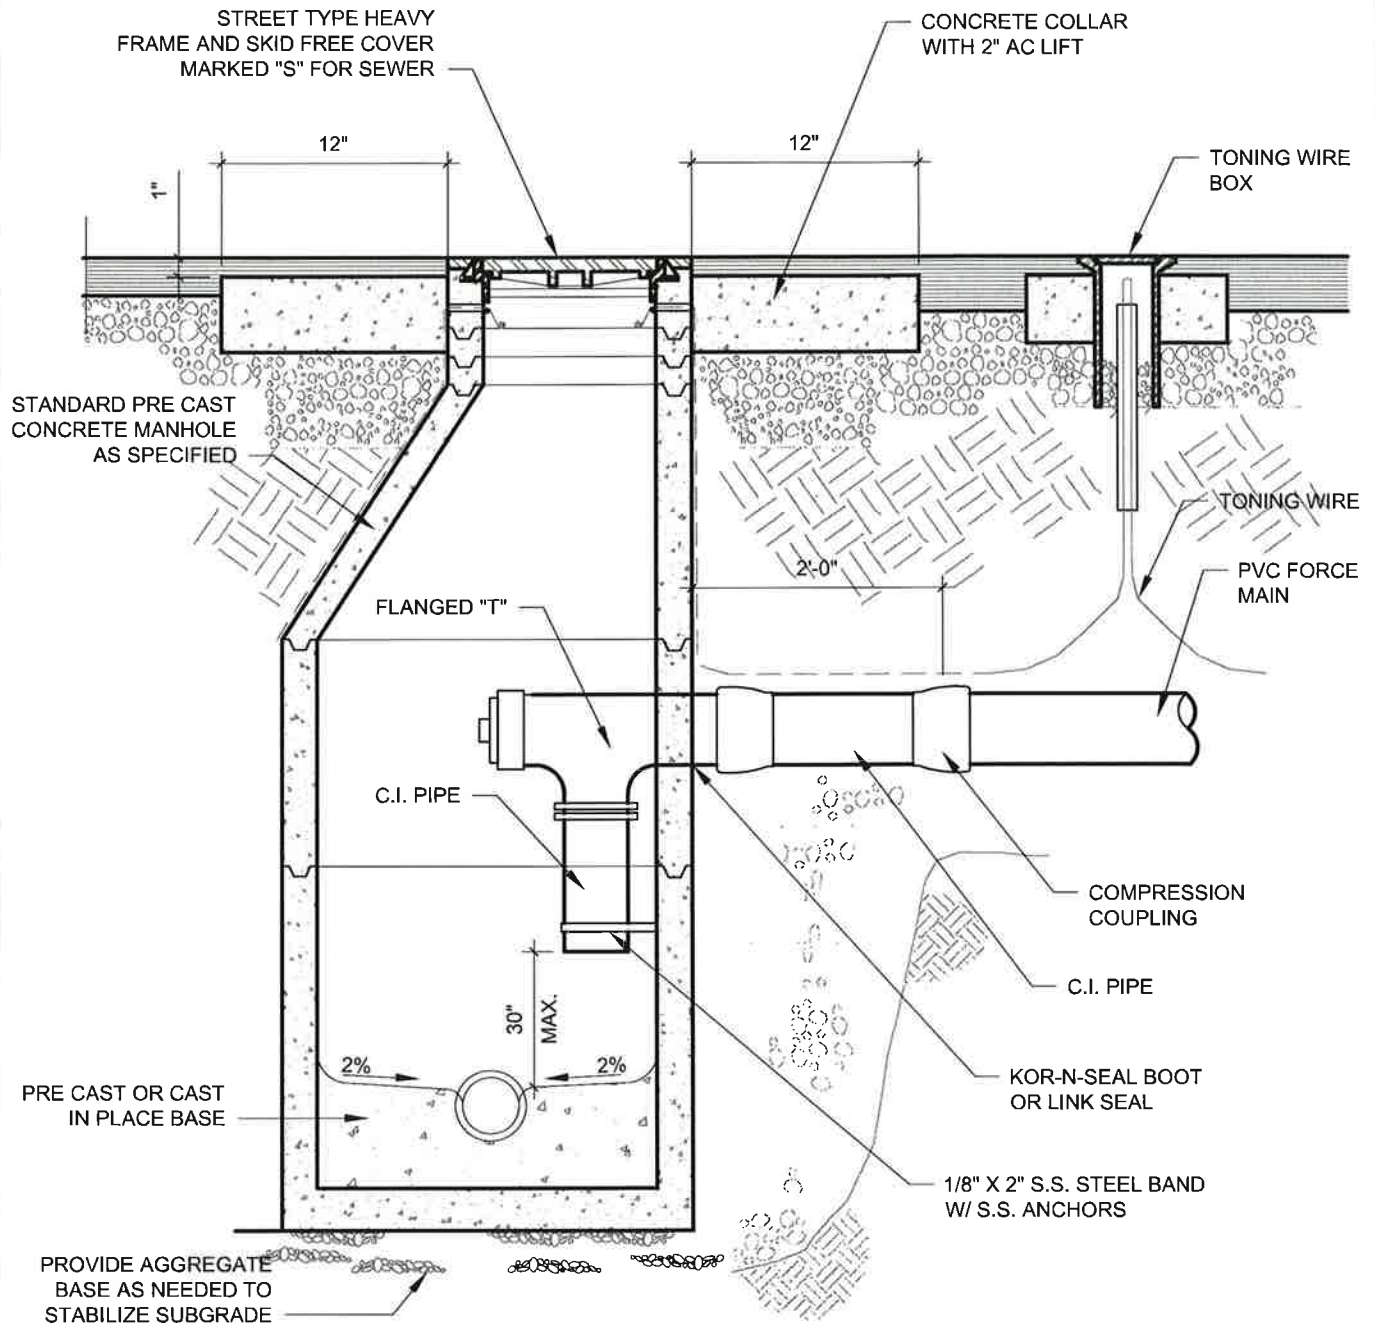 STREET TYPE HEAVY
FRAME AND SKID FREE COVER
MARKED "S" FOR SEWER
CONCRETE COLLAR
WITH 2" AC LIFT
12"
12"
1"
TONING WIRE
BOX
STANDARD PRE CAST
CONCRETE MANHOLE
AS SPECIFIED
TONING WIRE
2'-0"
PVC FORCE
MAIN
FLANGED "T"
C.I. PIPE
COMPRESSION
COUPLING
C.I. PIPE
30"
MAX.
2%
2%
KOR-N-SEAL BOOT
OR LINK SEAL
PRE CAST OR CAST
IN PLACE BASE
1/8" X 2" S.S. STEEL BAND
W/ S.S. ANCHORS
PROVIDE AGGREGATE
BASE AS NEEDED TO
STABILIZE SUBGRADE